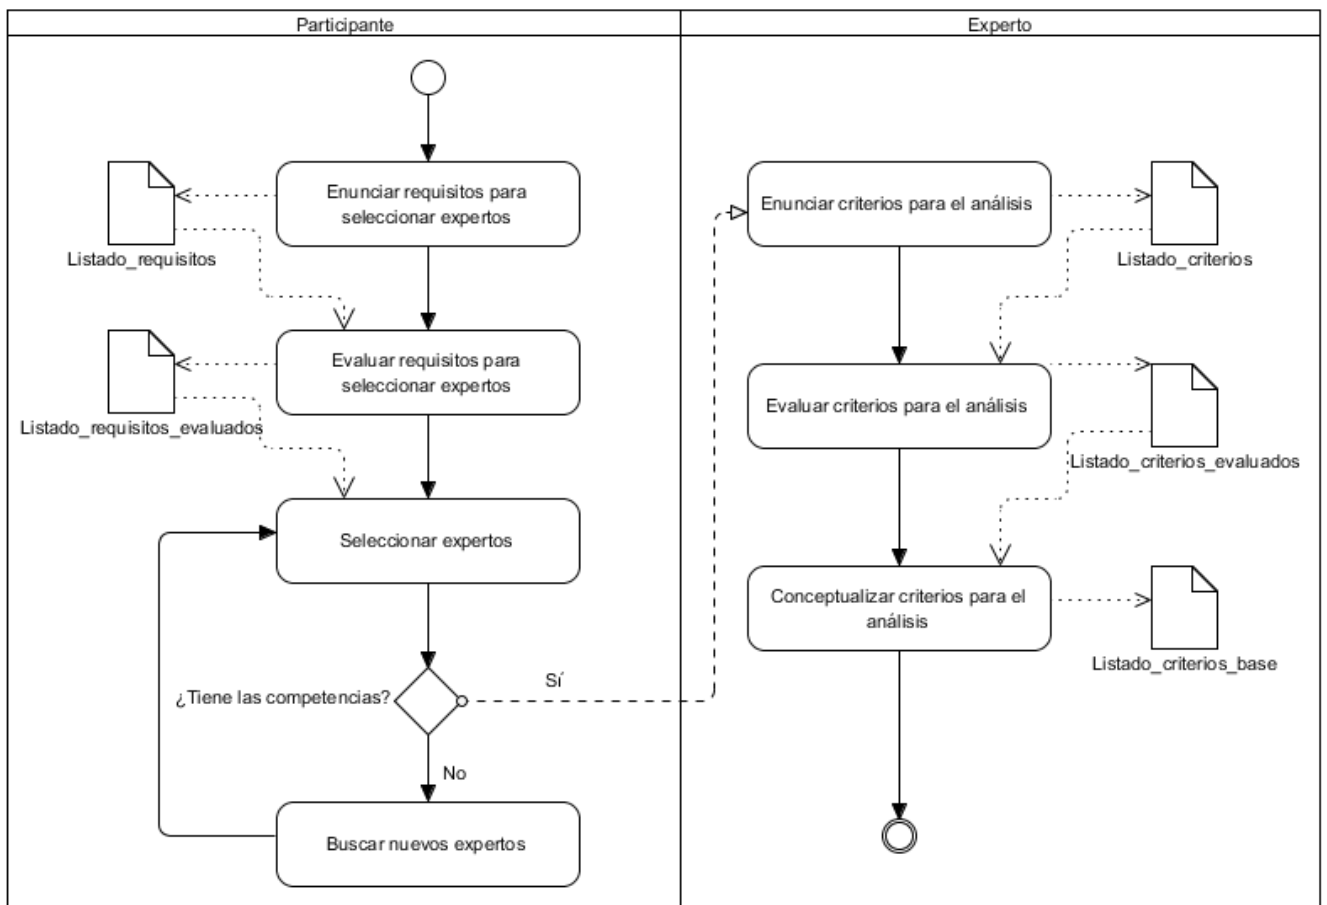 Participante
Experto
Enunciar requisitos para
seleccionar expertos
Listado_requisitos
Evaluar requisitos para
seleccionar expertos
Listado_requisitos_evaluados
Seleccionar expertos
¿Tiene las competencias?
Sí
No
Buscar nuevos expertos
Enunciar criterios para el análisis
Listado_criterios
Evaluar criterios para el análisis
Listado_criterios_evaluados
Conceptualizar criterios para el
análisis
Listado_criterios_base